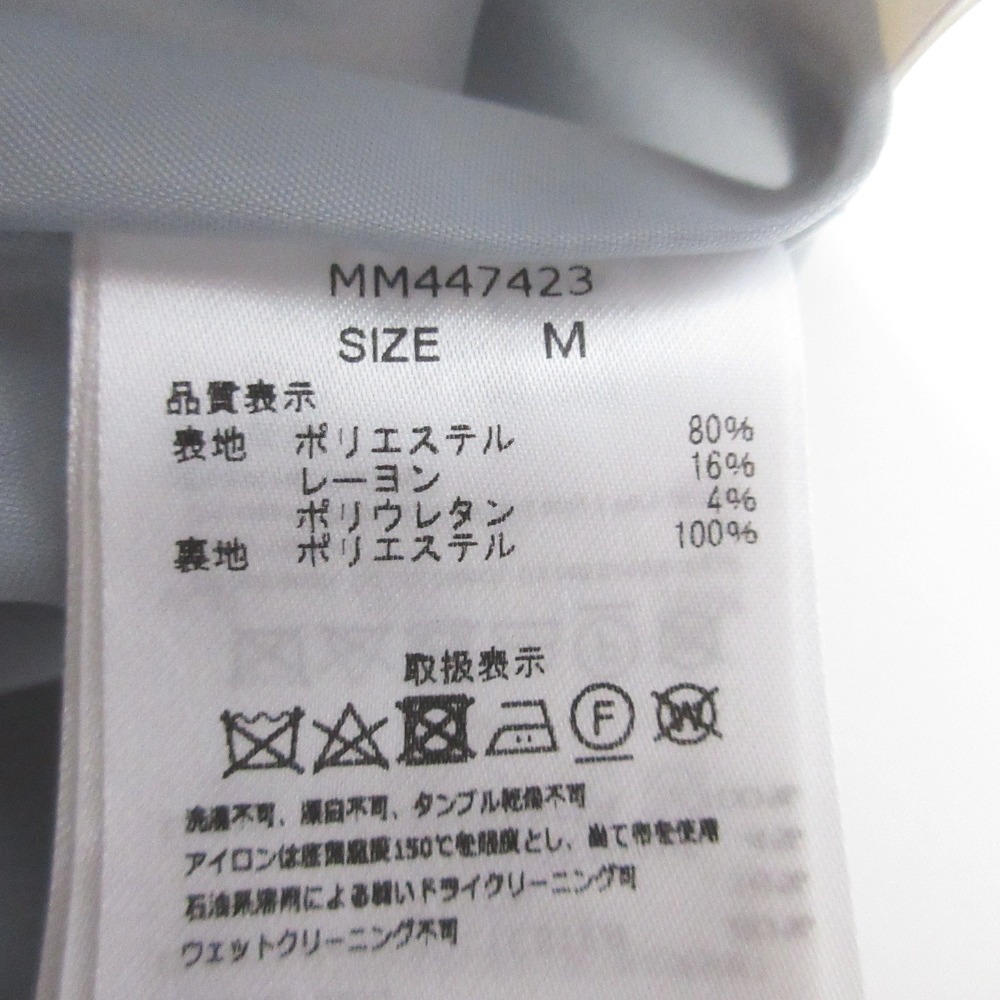 MM447423
SIZE M
品質表示
表地 ポリエステル 80%
レーヨン 16%
ポリウレタン 4%
裏地 ポリエステル 100%
取扱表示
F W
洗濯不可、漂白不可、タンブル乾燥不可
アイロンは底面温度150℃を限度とし、当て布を使用
石油系溶剤による弱いドライクリーニング可
ウェットクリーニング不可